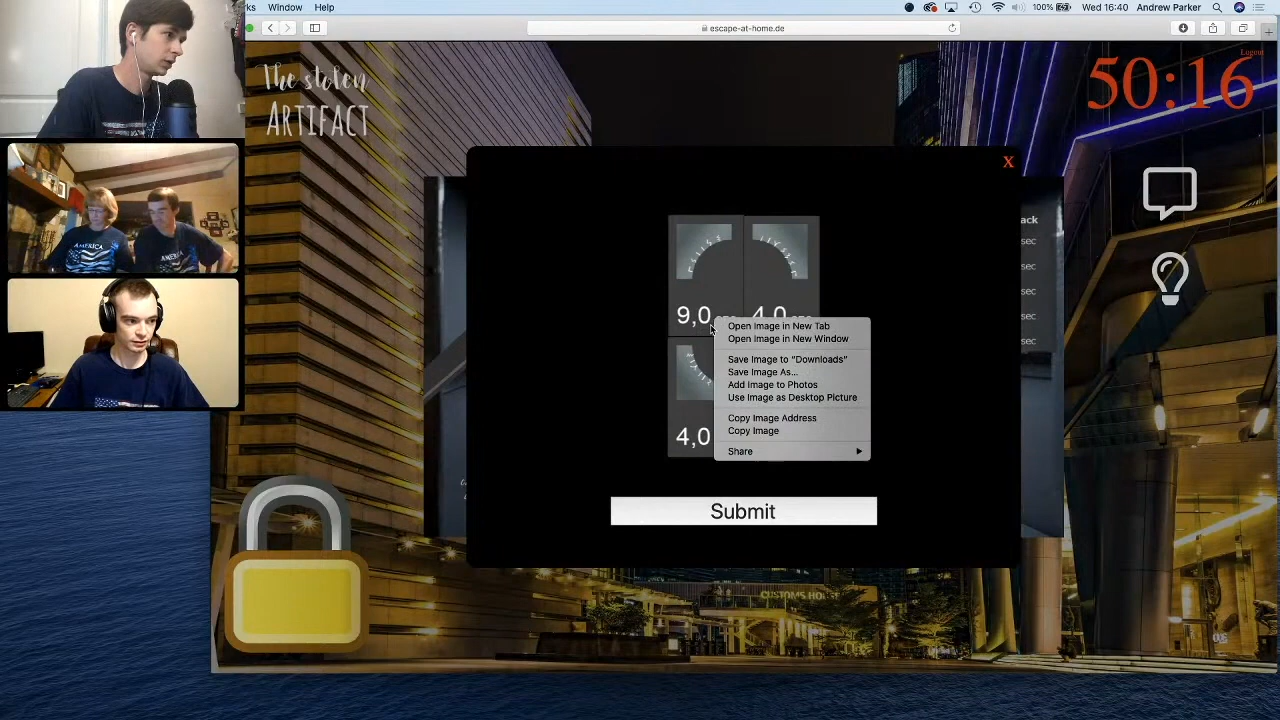 Window Help
100% Wed 16:40 Andrew Parker
escape-at-home.de
The stolen
ARTIFACT
Logout
50:16
X
ack
sec
sec
sec
sec
sec
9,0
4,0
4,0
Open Image in New Tab
Open Image in New Window
Save Image to “Downloads”
Save Image As...
Add Image to Photos
Use Image as Desktop Picture
Copy Image Address
Copy Image
Share
Submit
AMERICA
AMERICA
CUSTOMS HOUSE